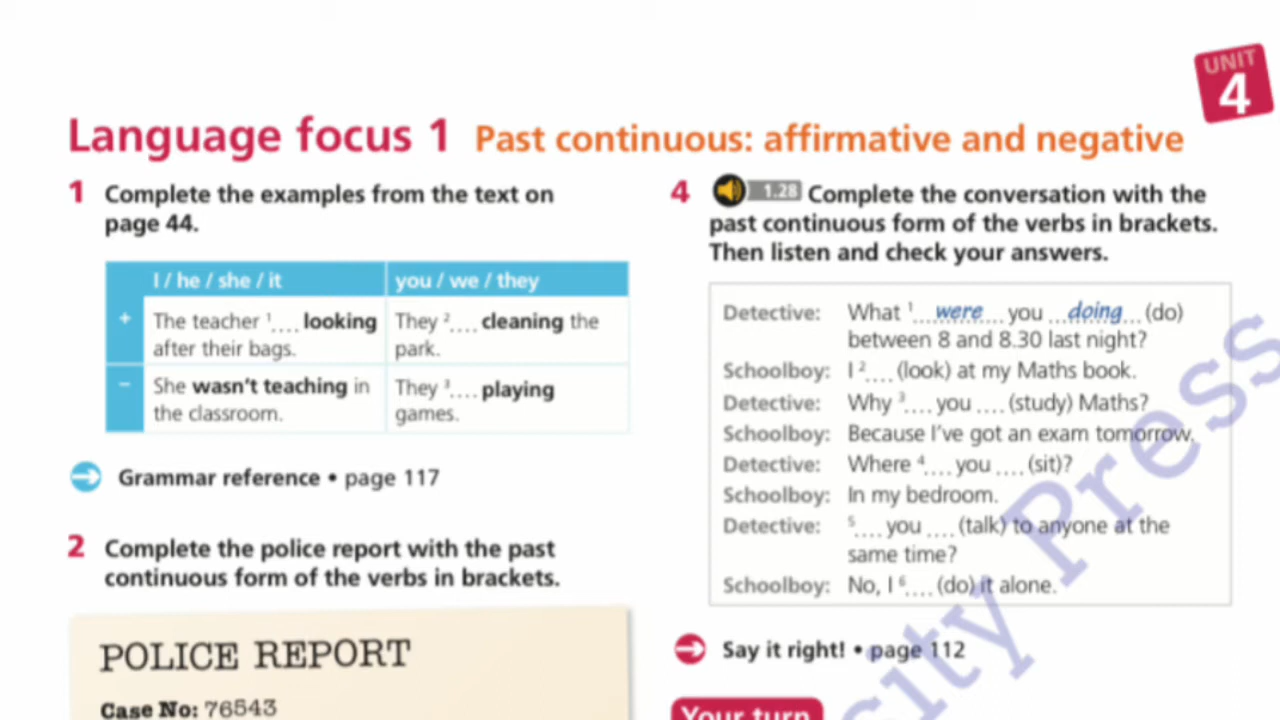 UNIT
4
Language focus 1 Past continuous: affirmative and negative
1 Complete the examples from the text on
page 44.
I / he / she / it you / we / they
+ The teacher ¹.... looking They ².... cleaning the
after their bags. park.
– She wasn't teaching in They ³.... playing
the classroom. games.
Grammar reference • page 117
2 Complete the police report with the past
continuous form of the verbs in brackets.
POLICE REPORT
Case No: 76543
4 1.28 Complete the conversation with the
past continuous form of the verbs in brackets.
Then listen and check your answers.
Detective: What ¹...were... you ...doing... (do)
between 8 and 8.30 last night?
Schoolboy: I ².... (look) at my Maths book.
Detective: Why ³.... you .... (study) Maths?
Schoolboy: Because I've got an exam tomorrow.
Detective: Where ⁴.... you .... (sit)?
Schoolboy: In my bedroom.
Detective: ⁵.... you .... (talk) to anyone at the
same time?
Schoolboy: No, I ⁶.... (do) it alone.
Say it right! • page 112
Your turn
sity Press